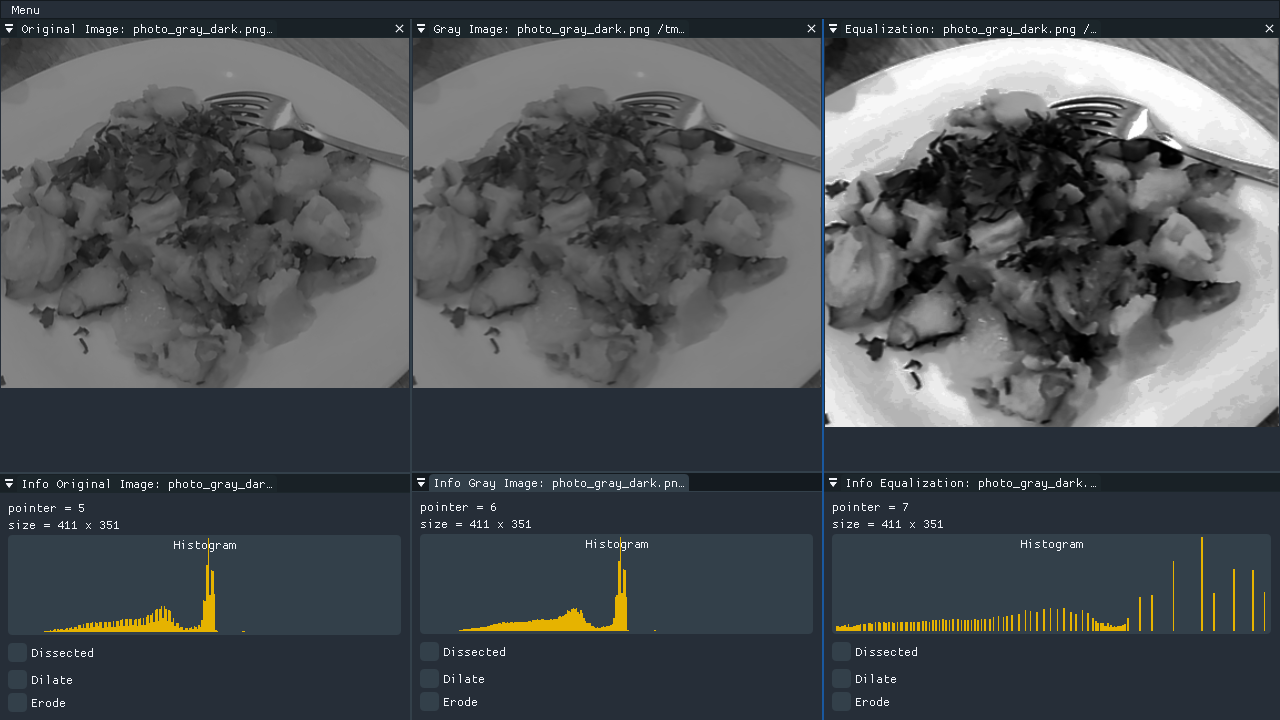 Menu
Original Image: photo_gray_dark.png…
Gray Image: photo_gray_dark.png /tm…
Equalization: photo_gray_dark.png /…
Info Original Image: photo_gray_dar…
pointer = 5
size = 411 x 351
Histogram
Dissected
Dilate
Erode
Info Gray Image: photo_gray_dark.pn…
pointer = 6
size = 411 x 351
Histogram
Dissected
Dilate
Erode
Info Equalization: photo_gray_dark.…
pointer = 7
size = 411 x 351
Histogram
Dissected
Dilate
Erode